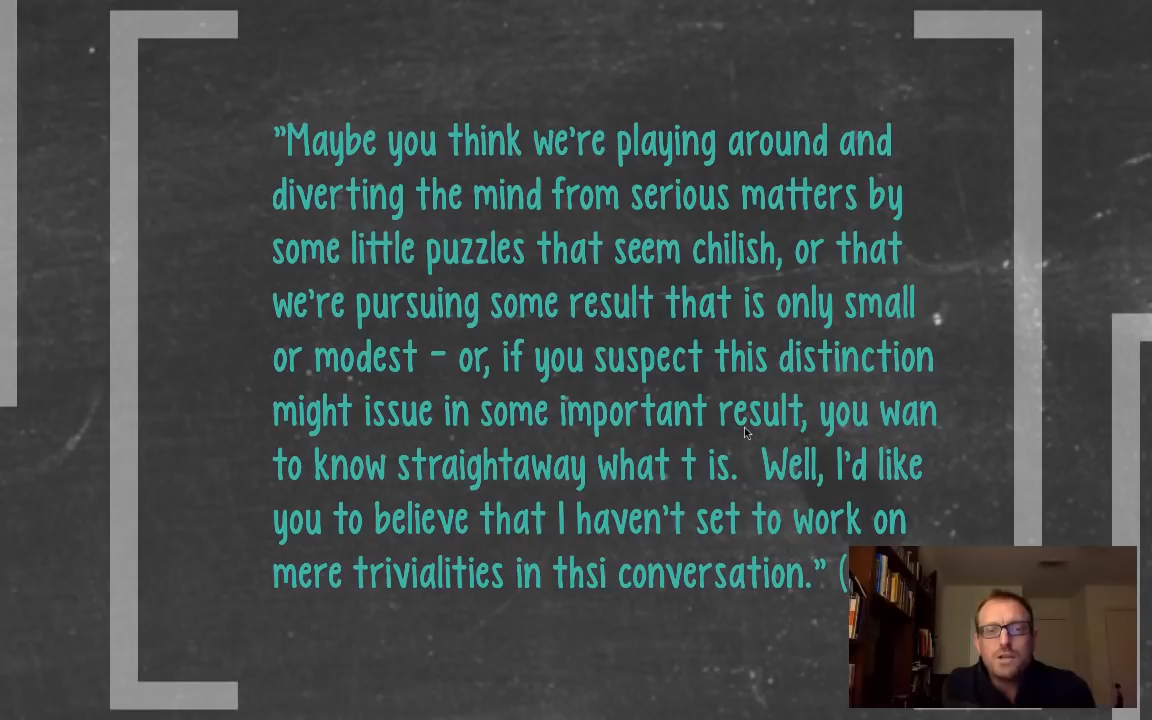 "Maybe you think we're playing around and
diverting the mind from serious matters by
some little puzzles that seem chilish, or that
we're pursuing some result that is only small
or modest - or, if you suspect this distinction
might issue in some important result, you wan
to know straightaway what t is.  Well, I'd like
you to believe that I haven't set to work on
mere trivialities in thsi conversation." (